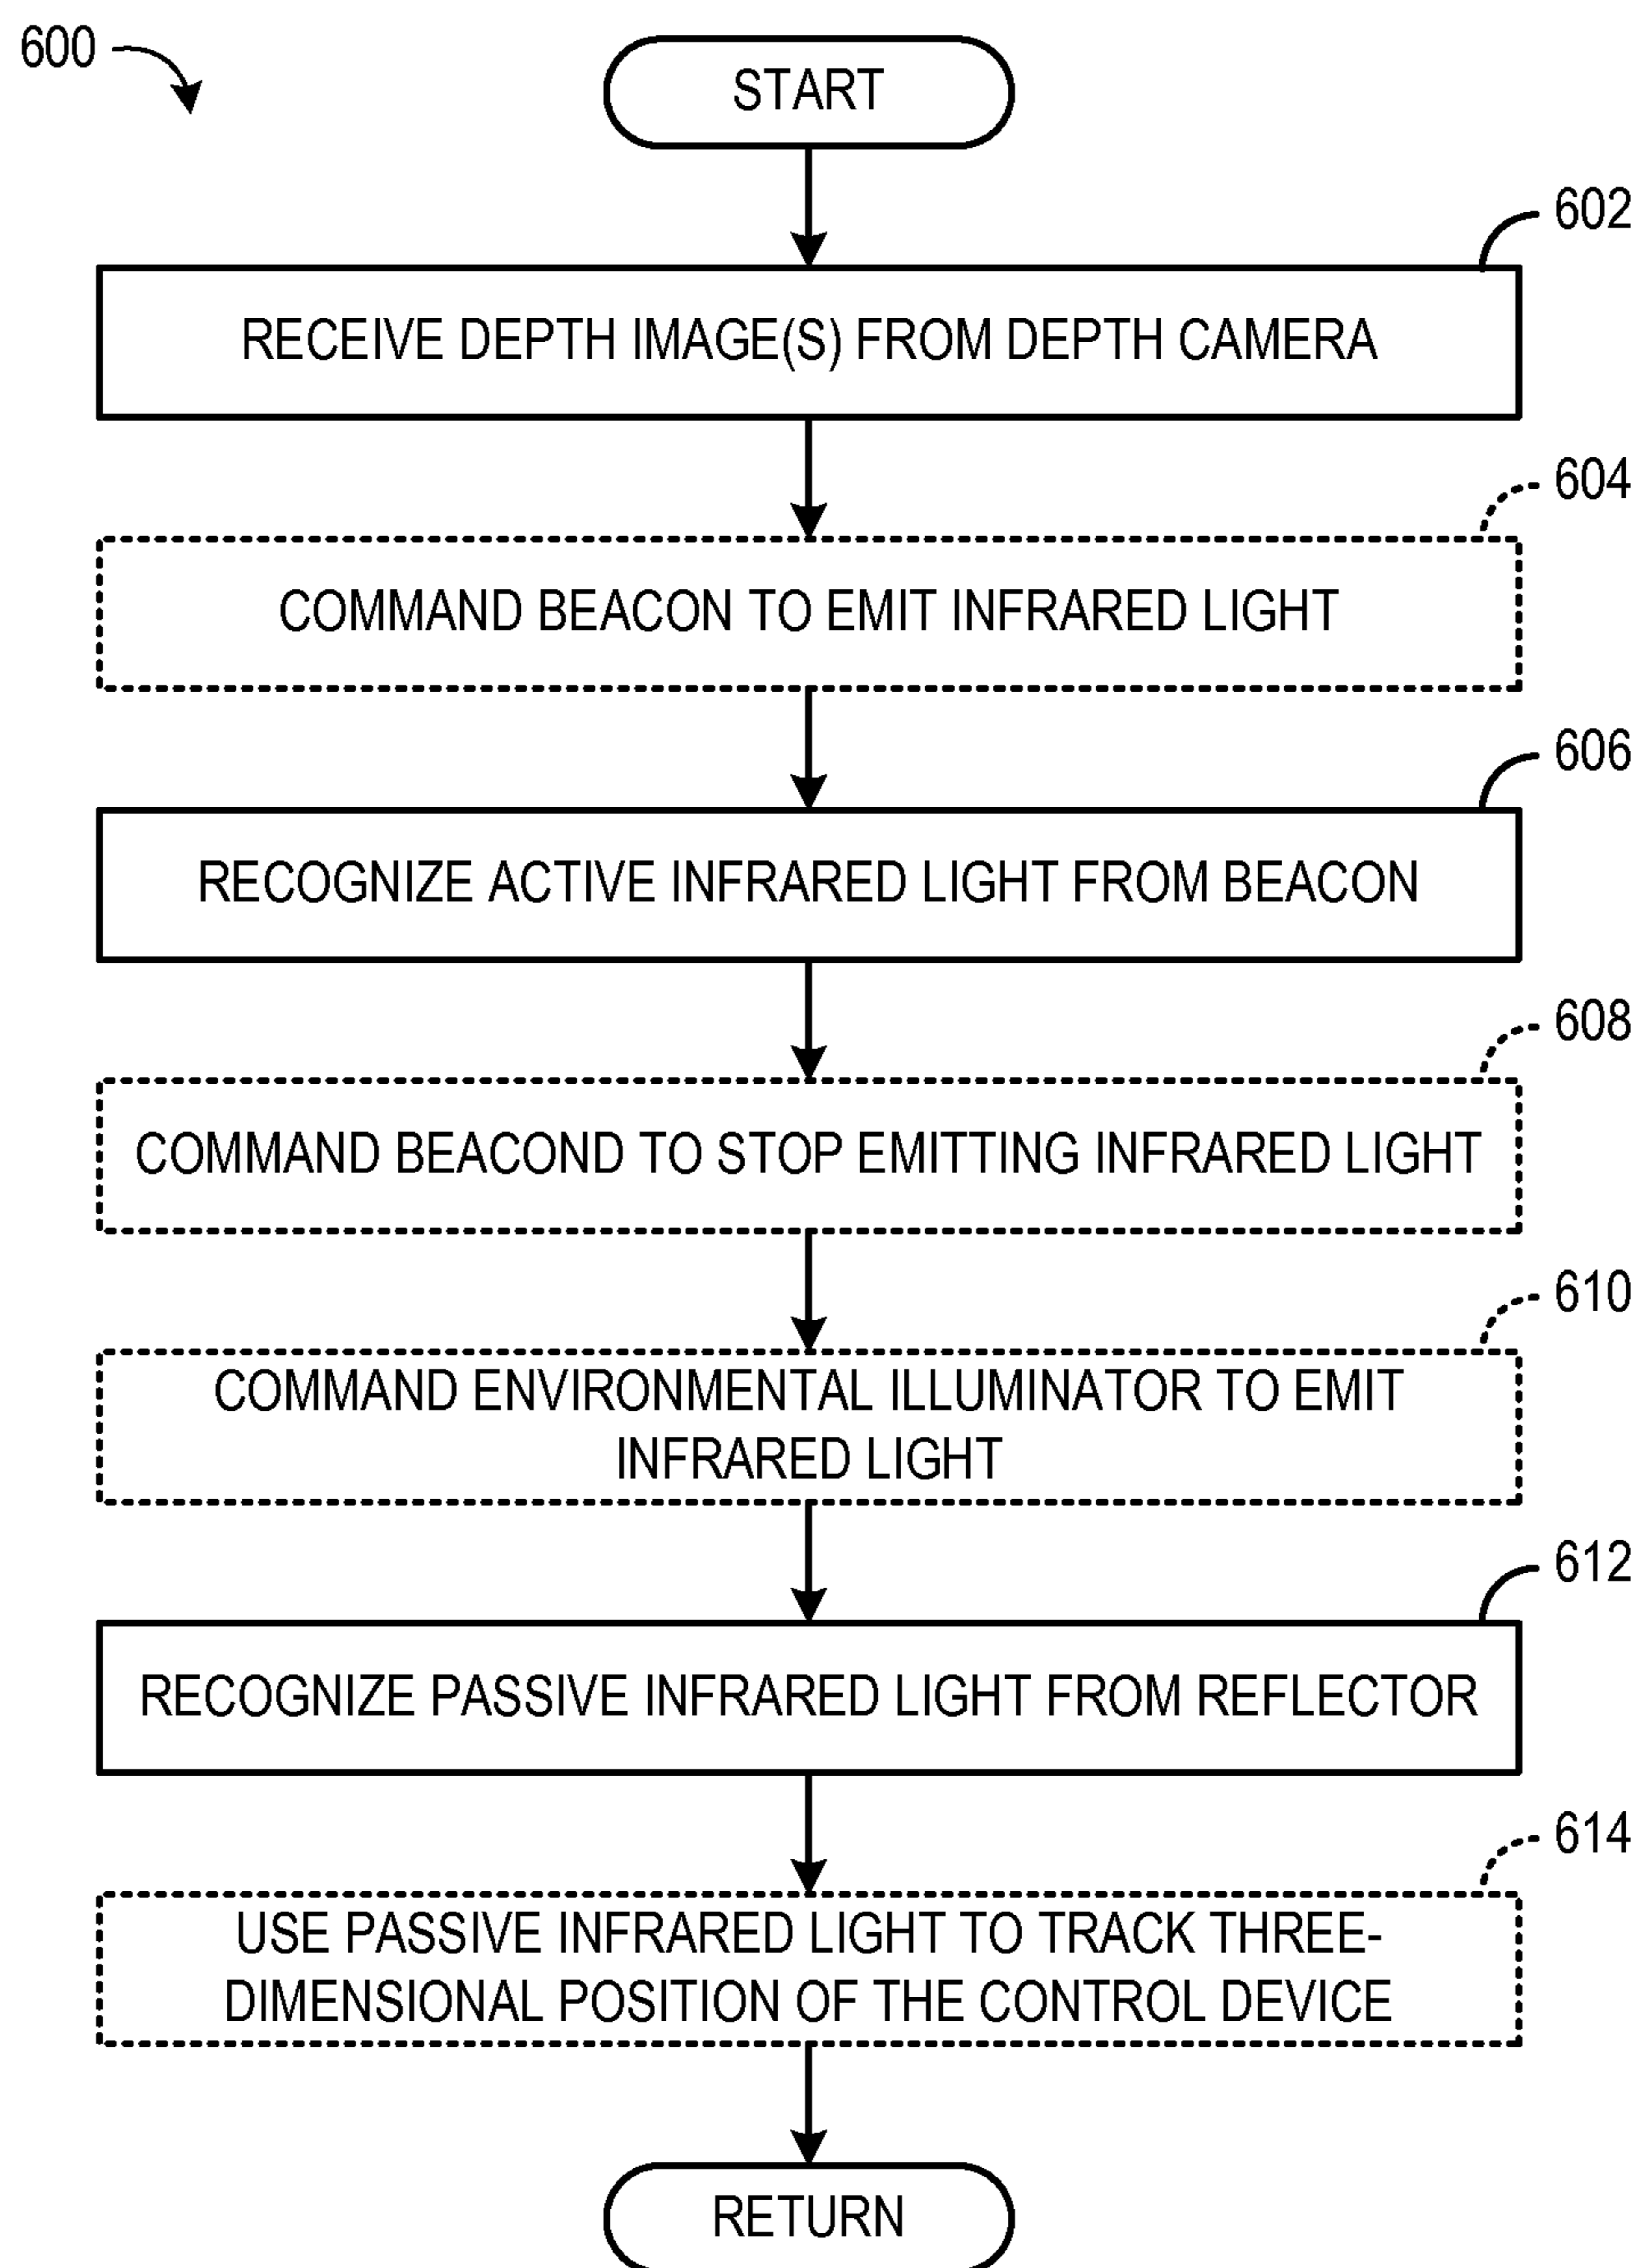 600
START
602
RECEIVE DEPTH IMAGE(S) FROM DEPTH CAMERA
604
COMMAND BEACON TO EMIT INFRARED LIGHT
606
RECOGNIZE ACTIVE INFRARED LIGHT FROM BEACON
608
COMMAND BEACOND TO STOP EMITTING INFRARED LIGHT
610
COMMAND ENVIRONMENTAL ILLUMINATOR TO EMIT
INFRARED LIGHT
612
RECOGNIZE PASSIVE INFRARED LIGHT FROM REFLECTOR
614
USE PASSIVE INFRARED LIGHT TO TRACK THREE-
DIMENSIONAL POSITION OF THE CONTROL DEVICE
RETURN